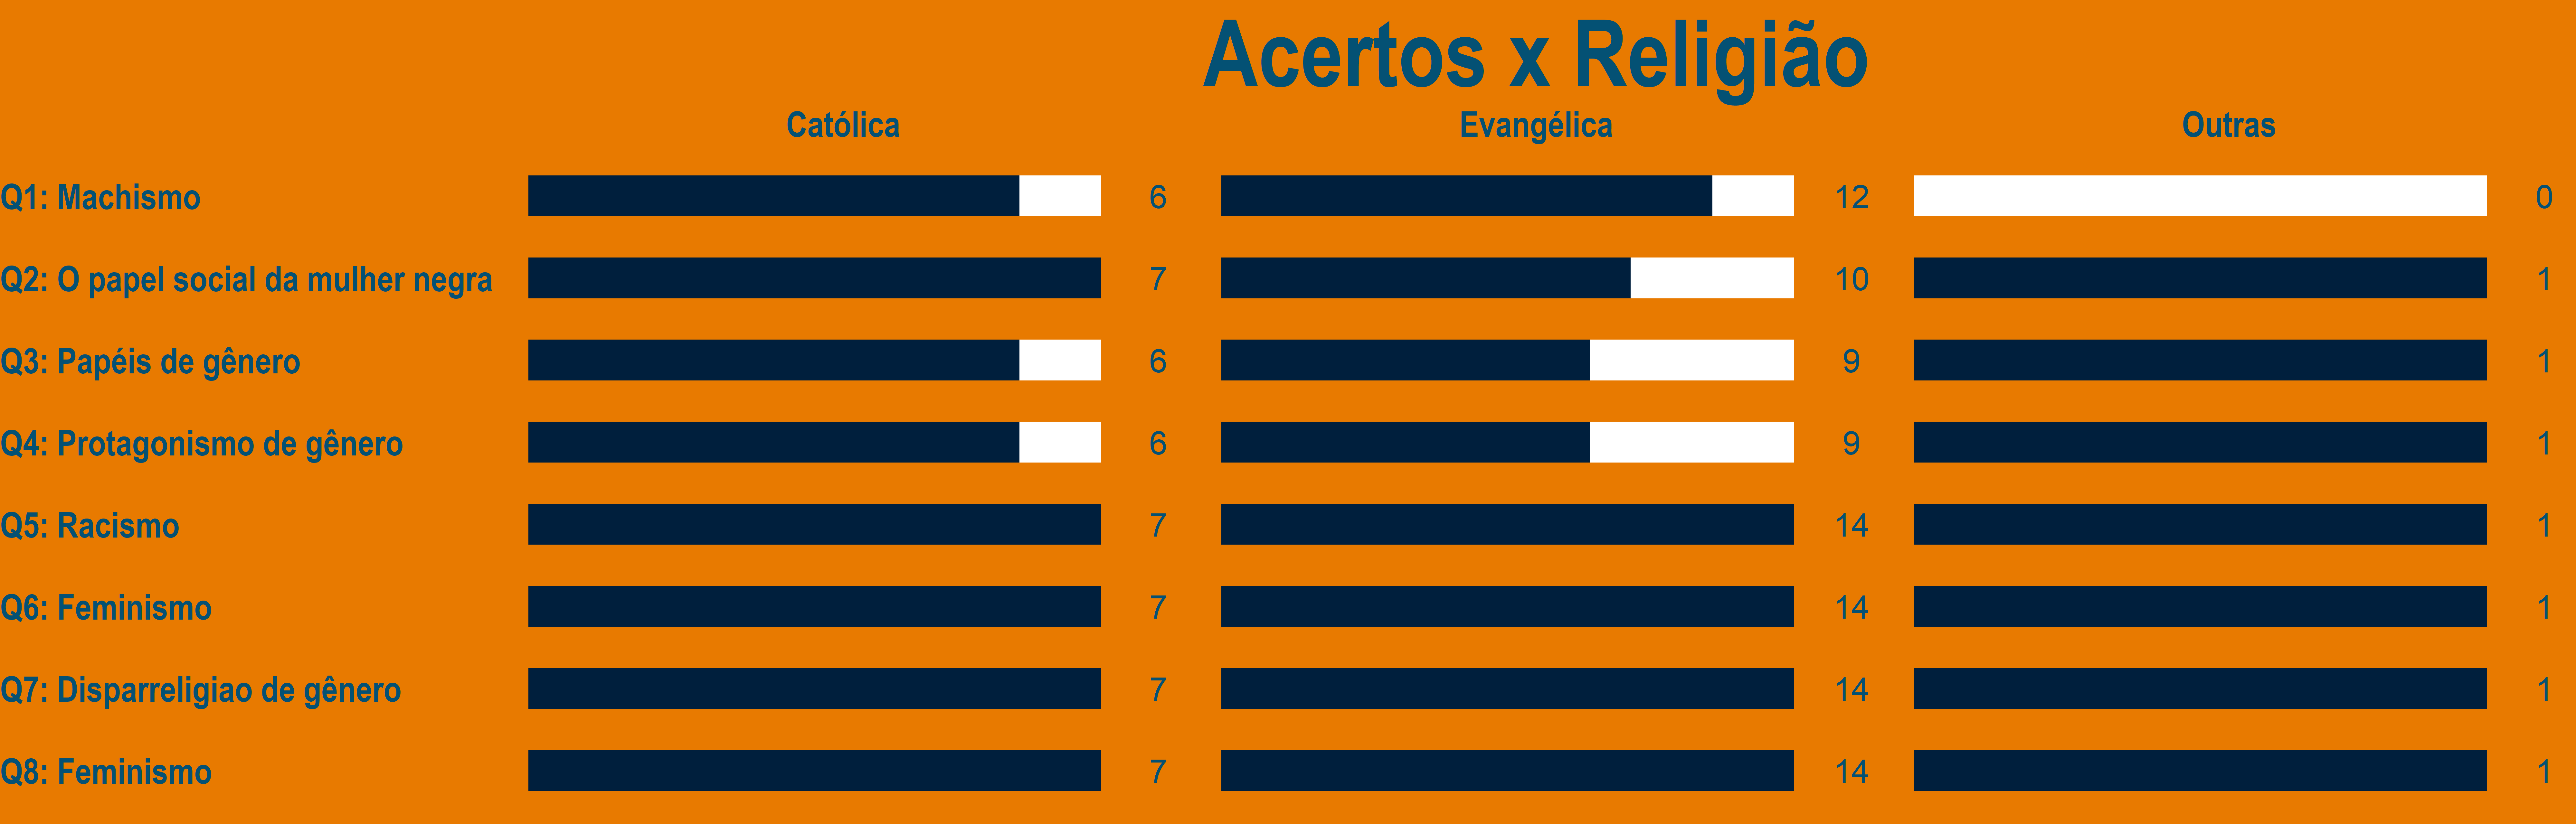 Acertos x Religião
Católica Evangélica Outras
Q1: Machismo 6 12 0
Q2: O papel social da mulher negra 7 10 1
Q3: Papéis de gênero 6 9 1
Q4: Protagonismo de gênero 6 9 1
Q5: Racismo 7 14 1
Q6: Feminismo 7 14 1
Q7: Disparreligiao de gênero 7 14 1
Q8: Feminismo 7 14 1